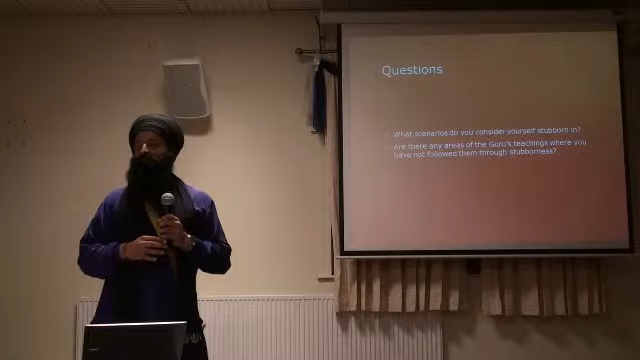 Questions
What scenarios do you consider yourself stubborn in?
Are there any areas of the Guru's teachings where you
have not followed them through stubborness?